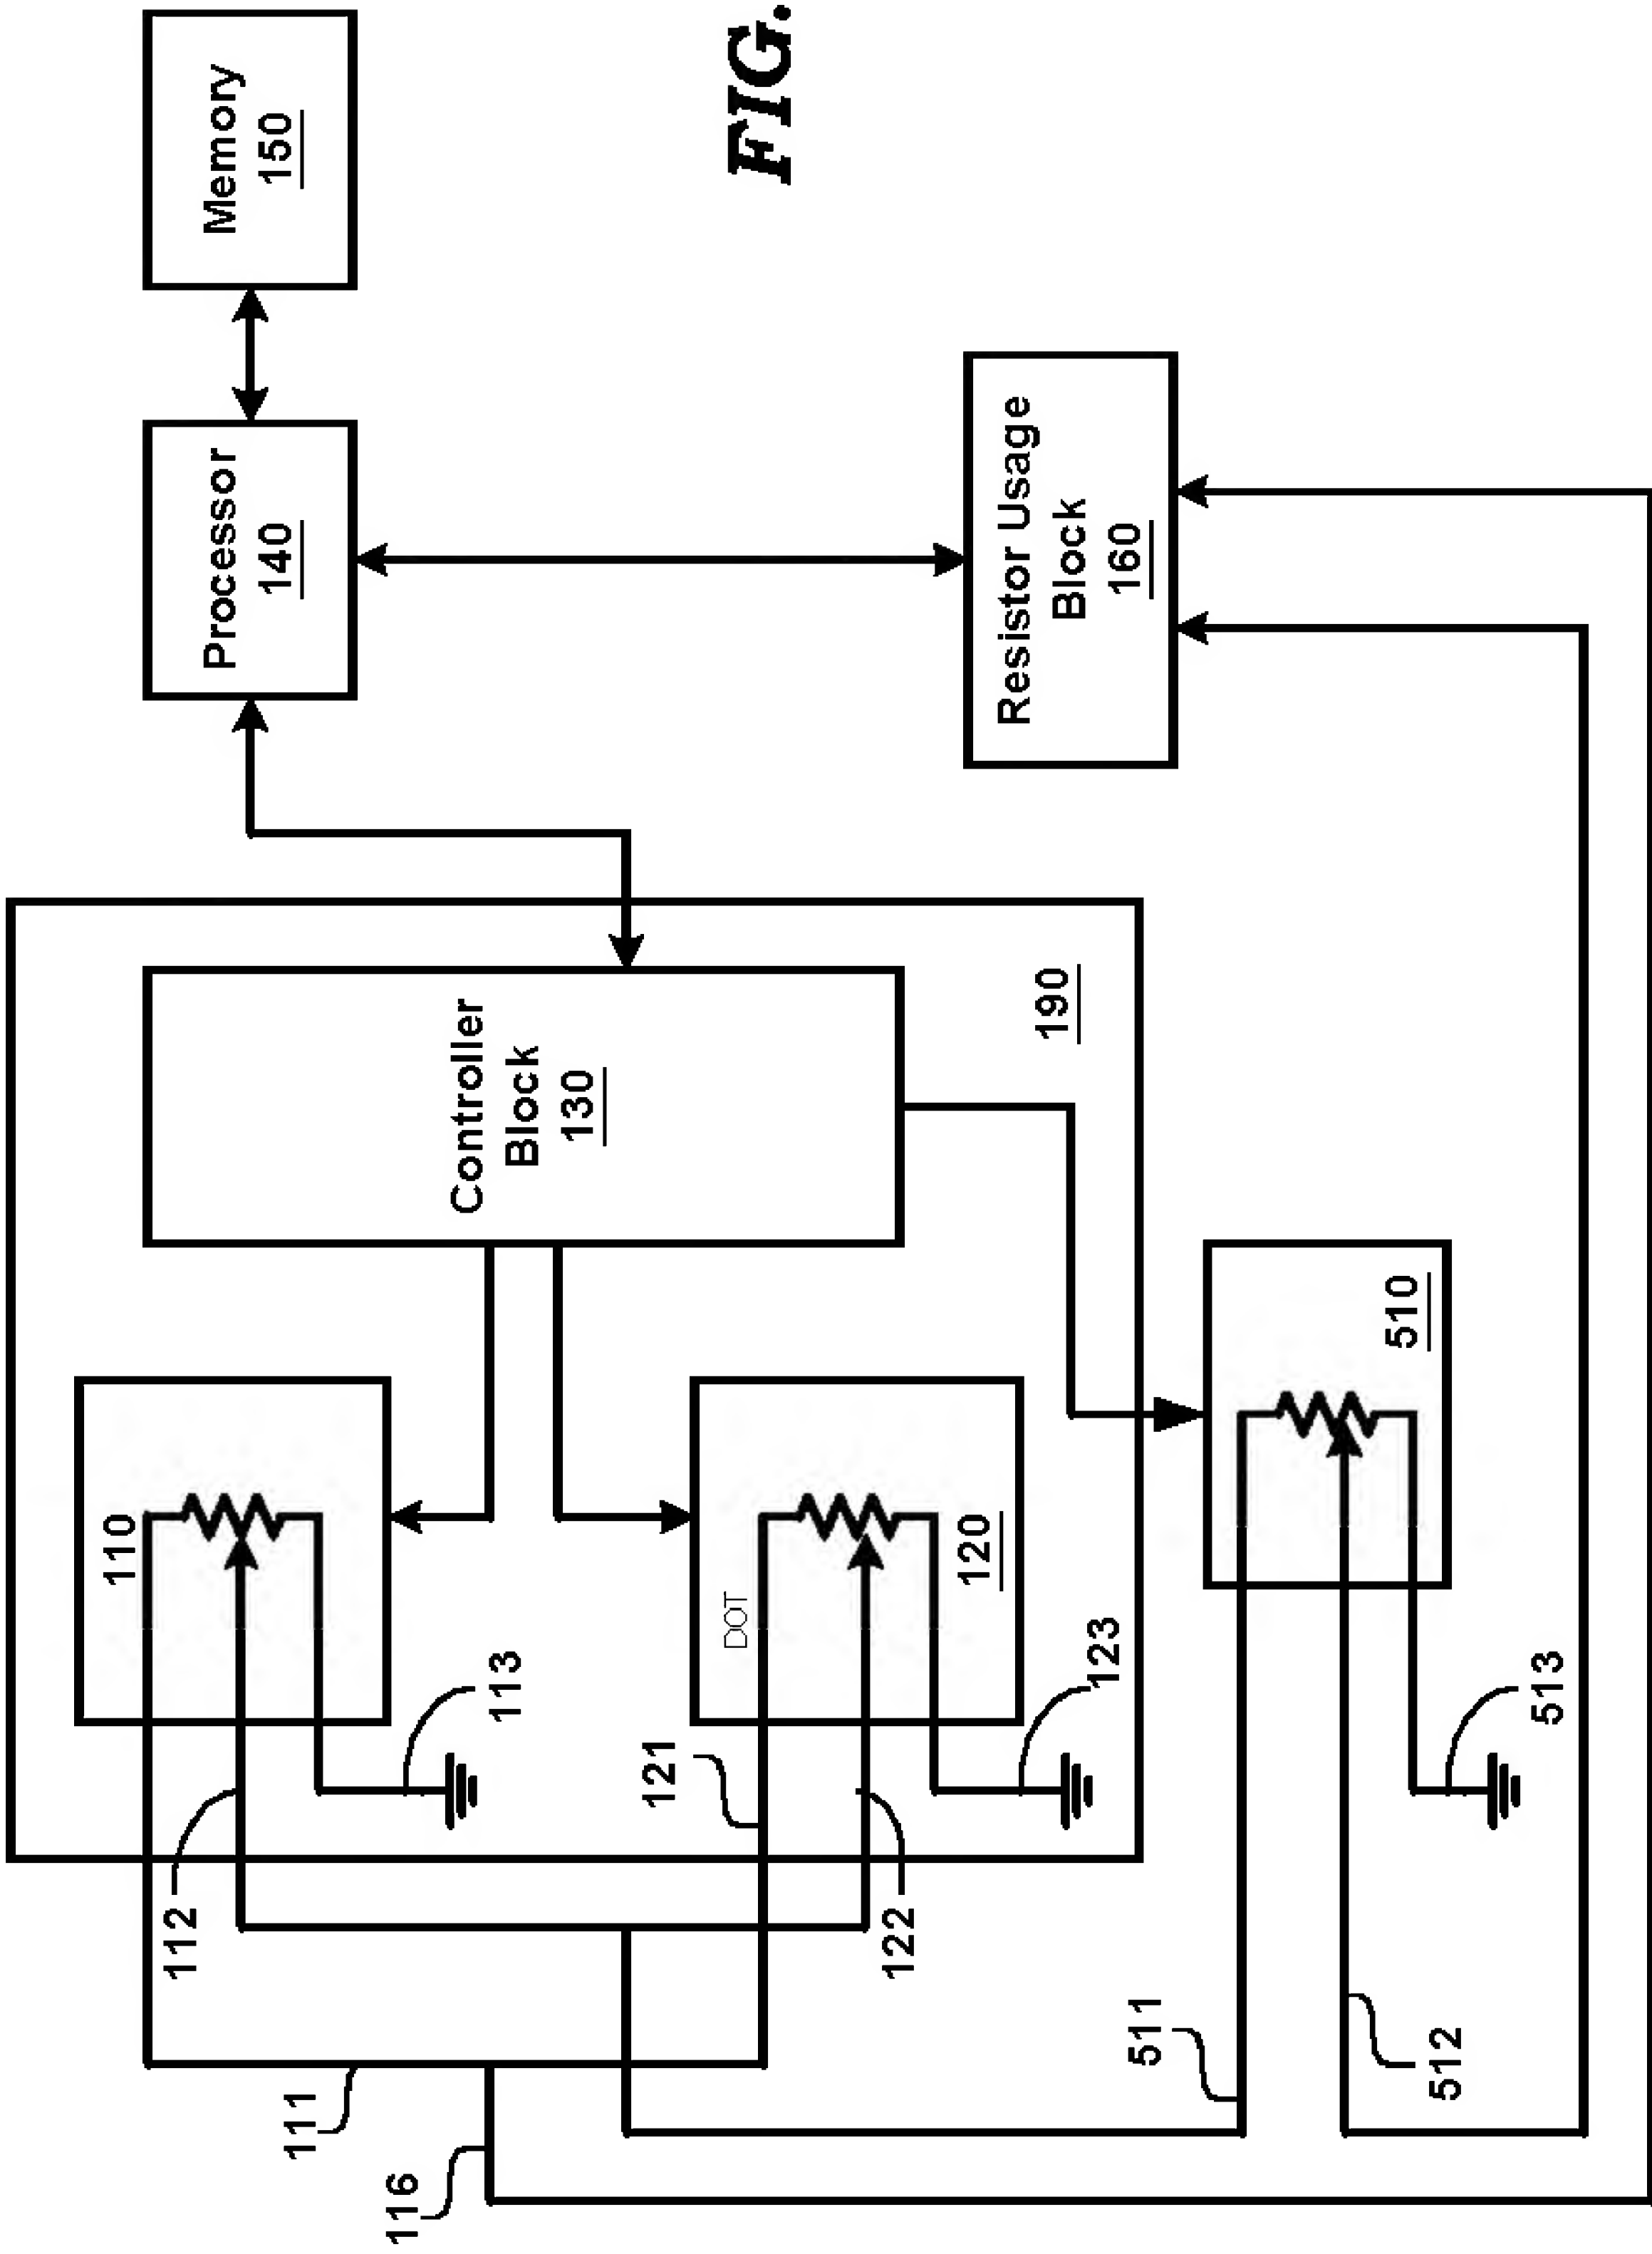 110
112
113
111
116
DOT
120
121
122
123
Controller
Block
130
190
Processor
140
Memory
150
Resistor Usage
Block
160
510
511
512
513
FIG.